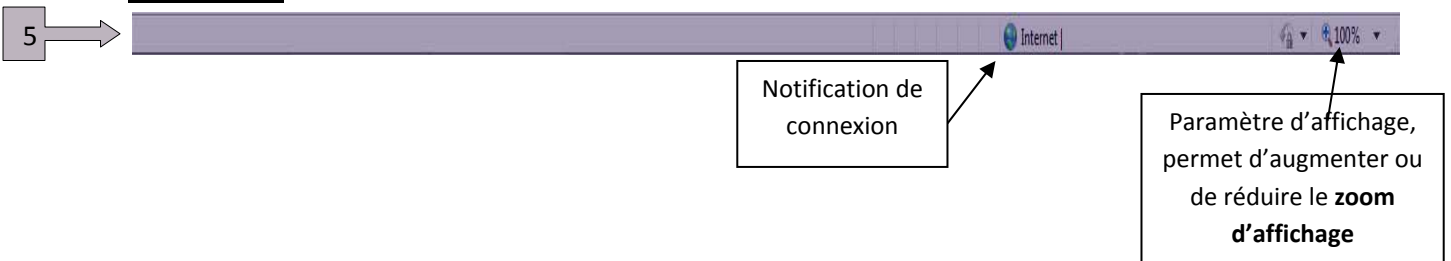 5
Internet
100%
Notification de
connexion
Paramètre d'affichage,
permet d'augmenter ou
de réduire le zoom
d'affichage